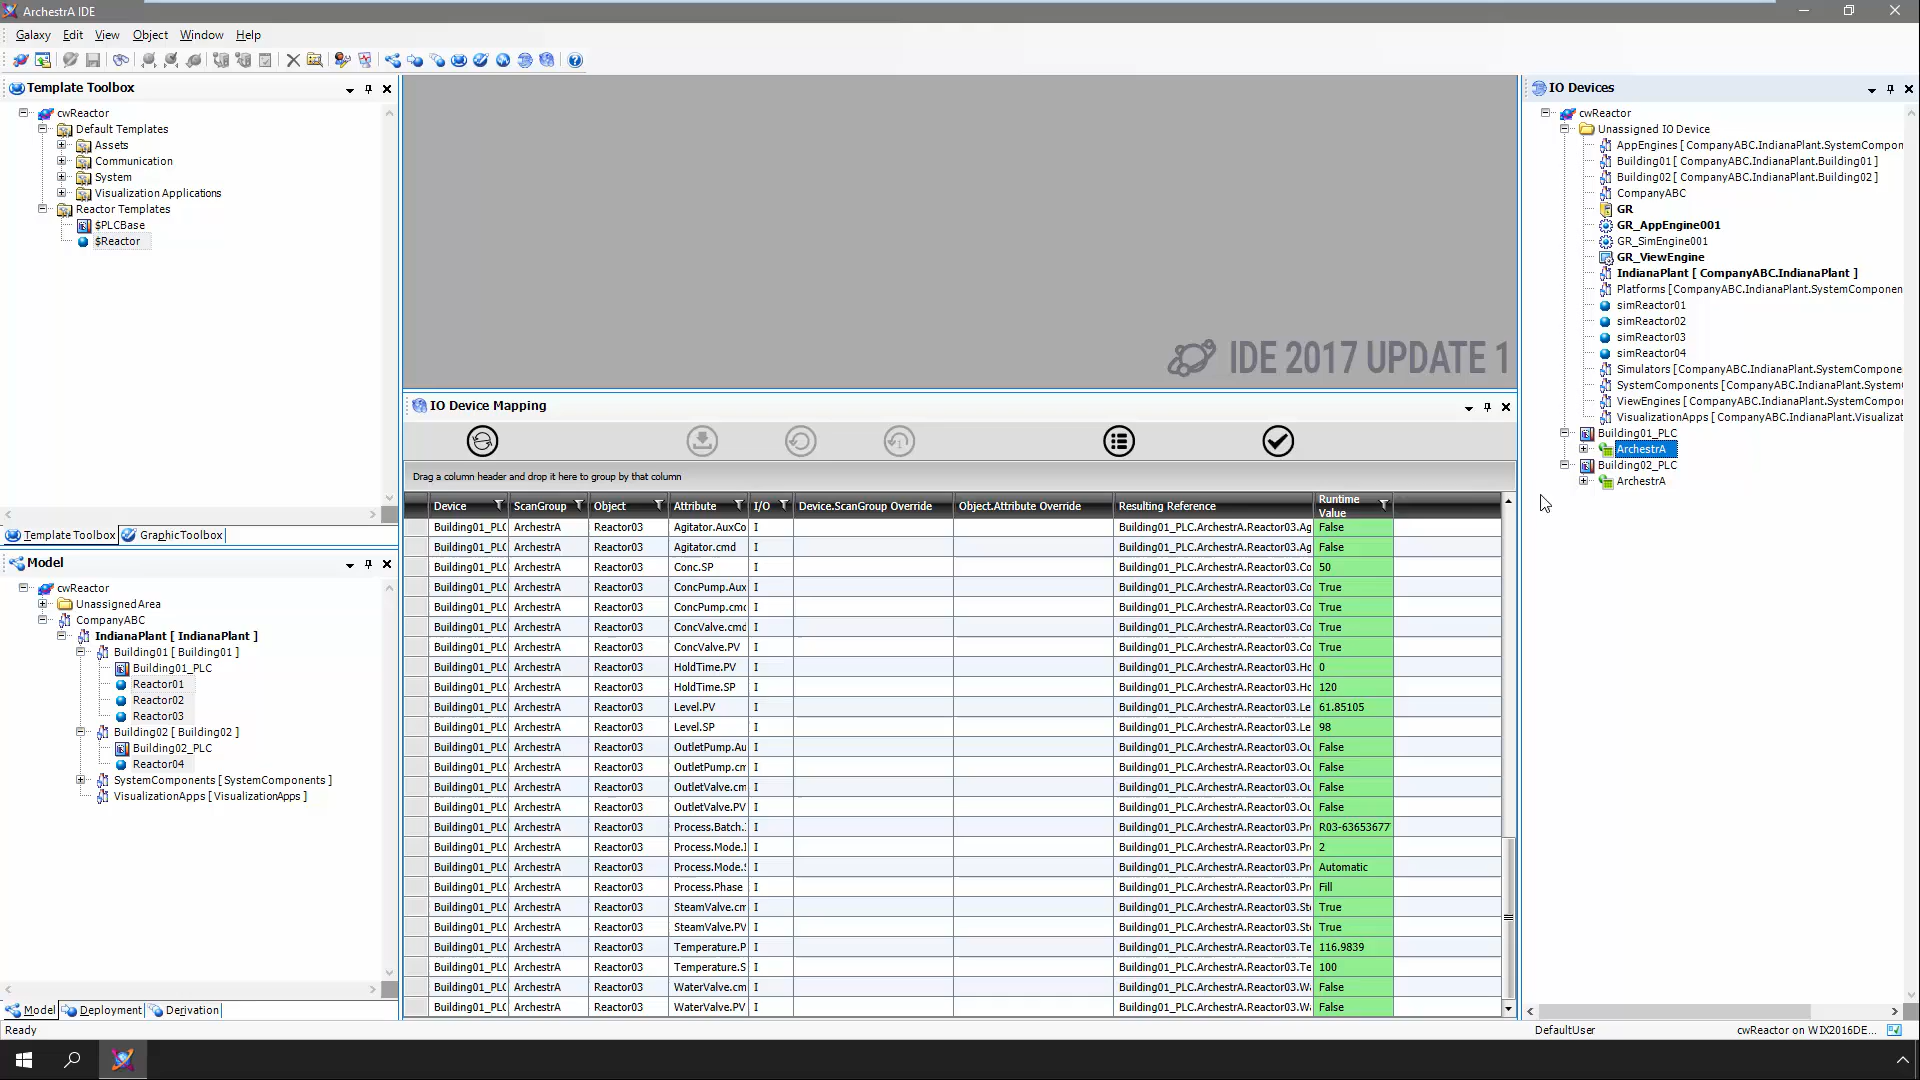 ArchestrA IDE
Galaxy Edit View Object Window Help
Template Toolbox
cwReactor
Default Templates
Assets
Communication
System
Visualization Applications
Reactor Templates
$PLCBase
$Reactor
Template Toolbox GraphicToolbox
Model
cwReactor
Unassigned Area
CompanyABC
IndianaPlant [ IndianaPlant ]
Building01 [ Building01 ]
Building01_PLC
Reactor01
Reactor02
Reactor03
Building02 [ Building02 ]
Building02_PLC
Reactor04
SystemComponents [ SystemComponents ]
VisualizationApps [ VisualizationApps ]
Model Deployment Derivation
Ready
IDE 2017 UPDATE 1
IO Device Mapping
Drag a column header and drop it here to group by that column
Device ScanGroup Object Attribute I/O Device.ScanGroup Override Object.Attribute Override Resulting Reference Runtime Value
Building01_PLC ArchestrA Reactor03 Agitator.AuxCo I Building01_PLC.ArchestrA.Reactor03.Ag False
Building01_PLC ArchestrA Reactor03 Agitator.cmd I Building01_PLC.ArchestrA.Reactor03.Ag False
Building01_PLC ArchestrA Reactor03 Conc.SP I Building01_PLC.ArchestrA.Reactor03.Co 50
Building01_PLC ArchestrA Reactor03 ConcPump.Aux I Building01_PLC.ArchestrA.Reactor03.Co True
Building01_PLC ArchestrA Reactor03 ConcPump.cmd I Building01_PLC.ArchestrA.Reactor03.Co True
Building01_PLC ArchestrA Reactor03 ConcValve.cmd I Building01_PLC.ArchestrA.Reactor03.Co True
Building01_PLC ArchestrA Reactor03 ConcValve.PV I Building01_PLC.ArchestrA.Reactor03.Co True
Building01_PLC ArchestrA Reactor03 HoldTime.PV I Building01_PLC.ArchestrA.Reactor03.Ho 0
Building01_PLC ArchestrA Reactor03 HoldTime.SP I Building01_PLC.ArchestrA.Reactor03.Ho 120
Building01_PLC ArchestrA Reactor03 Level.PV I Building01_PLC.ArchestrA.Reactor03.Le 61.85105
Building01_PLC ArchestrA Reactor03 Level.SP I Building01_PLC.ArchestrA.Reactor03.Le 98
Building01_PLC ArchestrA Reactor03 OutletPump.Au I Building01_PLC.ArchestrA.Reactor03.Ou False
Building01_PLC ArchestrA Reactor03 OutletPump.cm I Building01_PLC.ArchestrA.Reactor03.Ou False
Building01_PLC ArchestrA Reactor03 OutletValve.cm I Building01_PLC.ArchestrA.Reactor03.Ou False
Building01_PLC ArchestrA Reactor03 OutletValve.PV I Building01_PLC.ArchestrA.Reactor03.Ou False
Building01_PLC ArchestrA Reactor03 Process.Batch. I Building01_PLC.ArchestrA.Reactor03.Pr R03-63653677
Building01_PLC ArchestrA Reactor03 Process.Mode. I Building01_PLC.ArchestrA.Reactor03.Pr 2
Building01_PLC ArchestrA Reactor03 Process.Mode. I Building01_PLC.ArchestrA.Reactor03.Pr Automatic
Building01_PLC ArchestrA Reactor03 Process.Phase I Building01_PLC.ArchestrA.Reactor03.Pr Fill
Building01_PLC ArchestrA Reactor03 SteamValve.cm I Building01_PLC.ArchestrA.Reactor03.St True
Building01_PLC ArchestrA Reactor03 SteamValve.PV I Building01_PLC.ArchestrA.Reactor03.St True
Building01_PLC ArchestrA Reactor03 Temperature.P I Building01_PLC.ArchestrA.Reactor03.Te 116.9839
Building01_PLC ArchestrA Reactor03 Temperature.S I Building01_PLC.ArchestrA.Reactor03.Te 100
Building01_PLC ArchestrA Reactor03 WaterValve.cm I Building01_PLC.ArchestrA.Reactor03.W False
Building01_PLC ArchestrA Reactor03 WaterValve.PV I Building01_PLC.ArchestrA.Reactor03.W False
IO Devices
cwReactor
Unassigned IO Device
AppEngines [ CompanyABC.IndianaPlant.SystemCompon
Building01 [ CompanyABC.IndianaPlant.Building01 ]
Building02 [ CompanyABC.IndianaPlant.Building02 ]
CompanyABC
GR
GR_AppEngine001
GR_SimEngine001
GR_ViewEngine
IndianaPlant [ CompanyABC.IndianaPlant ]
Platforms [ CompanyABC.IndianaPlant.SystemComponen
simReactor01
simReactor02
simReactor03
simReactor04
Simulators [ CompanyABC.IndianaPlant.SystemCompone
SystemComponents [ CompanyABC.IndianaPlant.System
ViewEngines [ CompanyABC.IndianaPlant.SystemCompo
VisualizationApps [ CompanyABC.IndianaPlant.Visualizat
Building01_PLC
ArchestrA
Building02_PLC
ArchestrA
DefaultUser cwReactor on WIX2016DE...